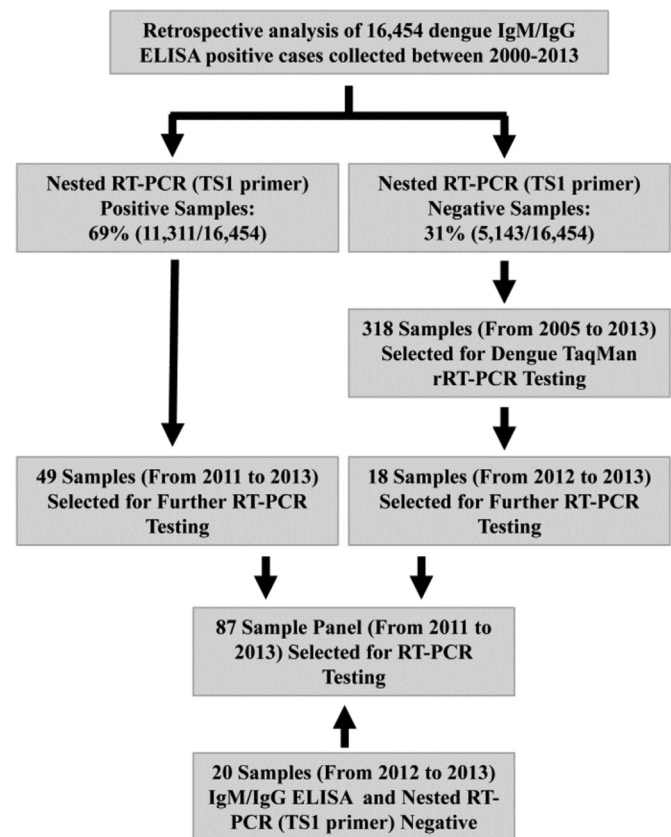 Retrospective analysis of 16,454 dengue IgM/IgG
ELISA positive cases collected between 2000-2013
Nested RT-PCR (TS1 primer)
Positive Samples:
69% (11,311/16,454)
Nested RT-PCR (TS1 primer)
Negative Samples:
31% (5,143/16,454)
318 Samples (From 2005 to 2013)
Selected for Dengue TaqMan
rRT-PCR Testing
49 Samples (From 2011 to 2013)
Selected for Further RT-PCR
Testing
18 Samples (From 2012 to 2013)
Selected for Further RT-PCR
Testing
87 Sample Panel (From 2011 to
2013) Selected for RT-PCR
Testing
20 Samples (From 2012 to 2013)
IgM/IgG ELISA and Nested RT-
PCR (TS1 primer) Negative